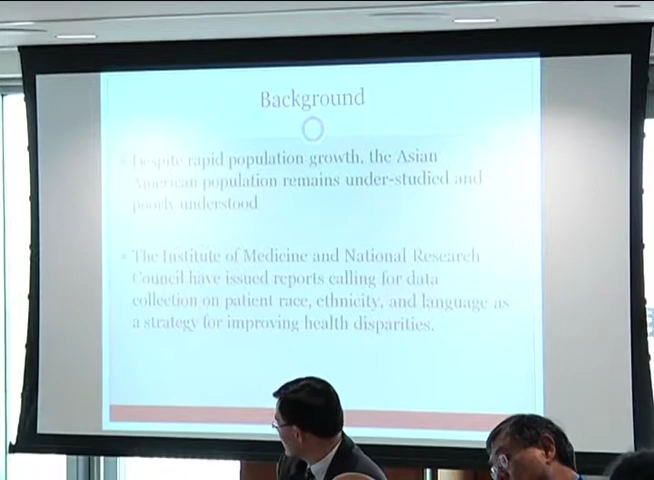 Background
Despite rapid population growth, the Asian
American population remains under-studied and
poorly understood
The Institute of Medicine and National Research
Council have issued reports calling for data
collection on patient race, ethnicity, and language as
a strategy for improving health disparities.